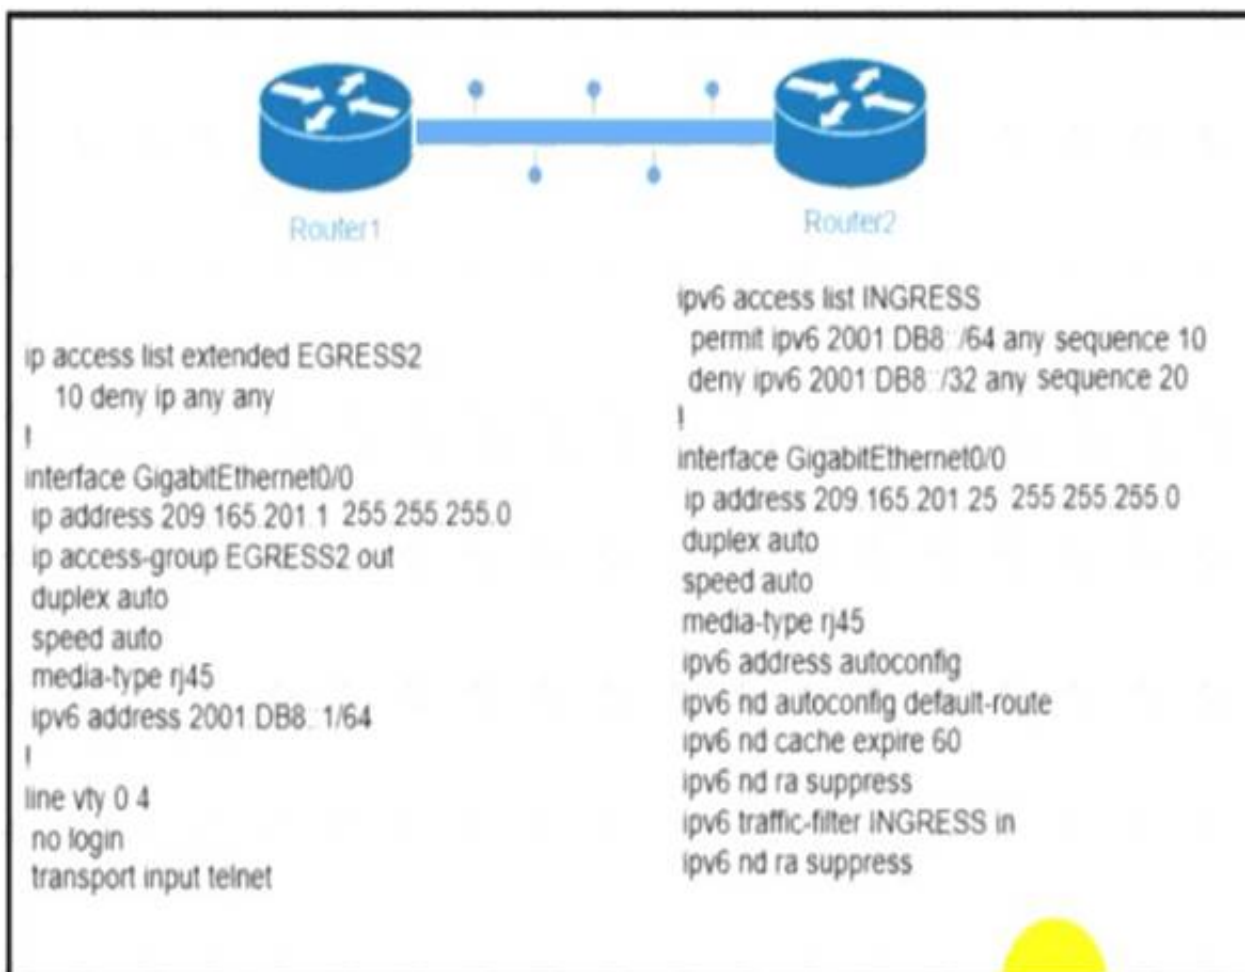 Router1
Router2
ip access list extended EGRESS2
10 deny ip any any
!
interface GigabitEthernet0/0
ip address 209.165.201.1 255.255.255.0
ip access-group EGRESS2 out
duplex auto
speed auto
media-type rj45
ipv6 address 2001 DB8::1/64
!
line vty 0 4
no login
transport input telnet
ipv6 access list INGRESS
permit ipv6 2001 DB8::/64 any sequence 10
deny ipv6 2001 DB8::/32 any sequence 20
!
interface GigabitEthernet0/0
ip address 209.165.201.25 255.255.255.0
duplex auto
speed auto
media-type rj45
ipv6 address autoconfig
ipv6 nd autoconfig default-route
ipv6 nd cache expire 60
ipv6 nd ra suppress
ipv6 traffic-filter INGRESS in
ipv6 nd ra suppress